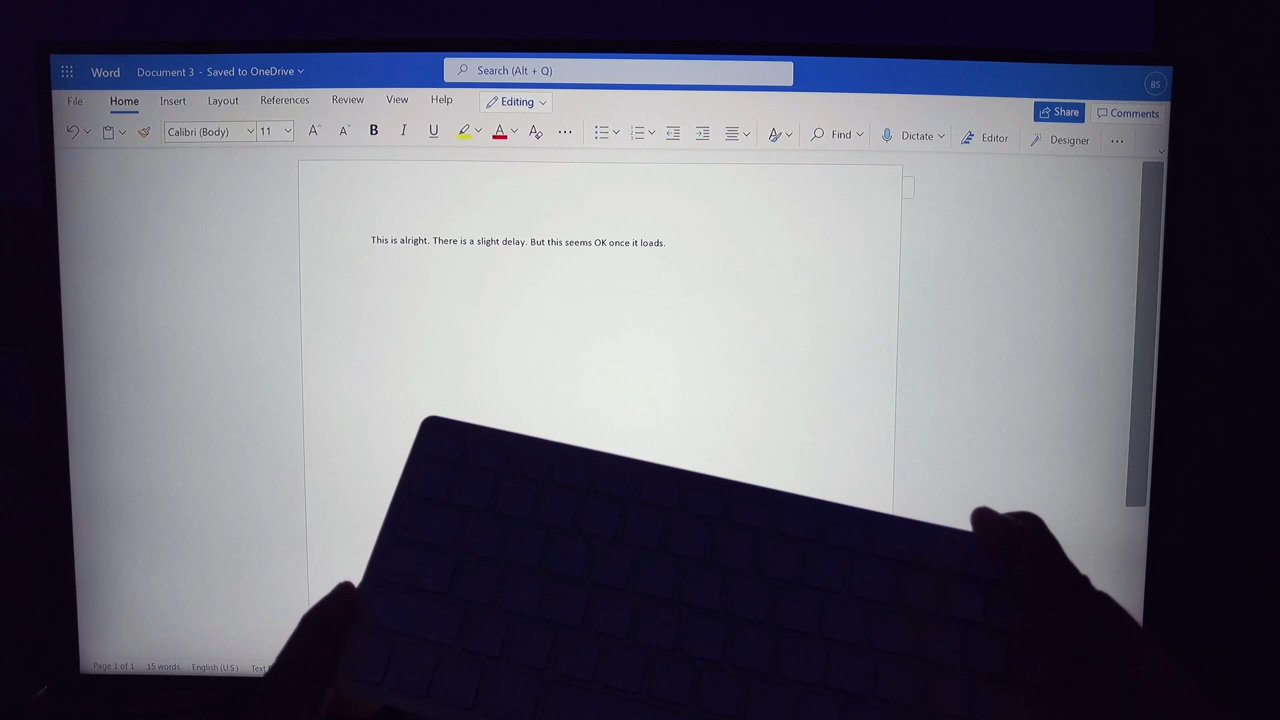 Word Document 3 - Saved to OneDrive Search (Alt + Q) BS
File Home Insert Layout References Review View Help Editing Share Comments
Calibri (Body) 11 A A B I U A A Find Dictate Editor Designer
This is alright. There is a slight delay. But this seems OK once it loads.
Page 1 of 1 15 words English (U.S.) Text